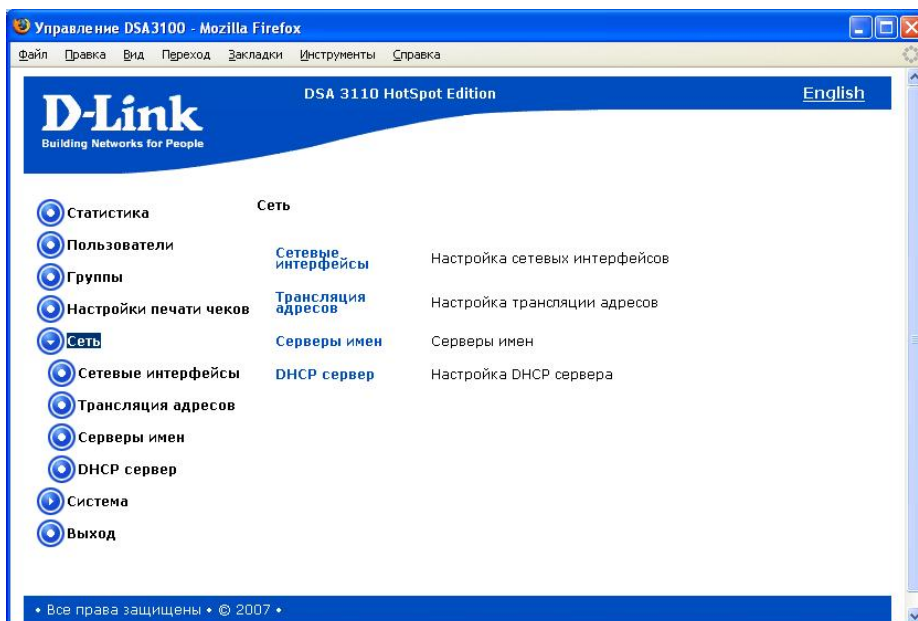 Управление DSA3100 - Mozilla Firefox
Файл Правка Вид Переход Закладки Инструменты Справка
DSA 3110 HotSpot Edition
English
D-Link
Building Networks for People
Статистика
Пользователи
Группы
Настройки печати чеков
Сеть
Сетевые интерфейсы
Трансляция адресов
Серверы имен
DHCP сервер
Система
Выход
Сеть
Сетевые
интерфейсы
Настройка сетевых интерфейсов
Трансляция
адресов
Настройка трансляции адресов
Серверы имен
Серверы имен
DHCP сервер
Настройка DHCP сервера
• Все права защищены • © 2007 •